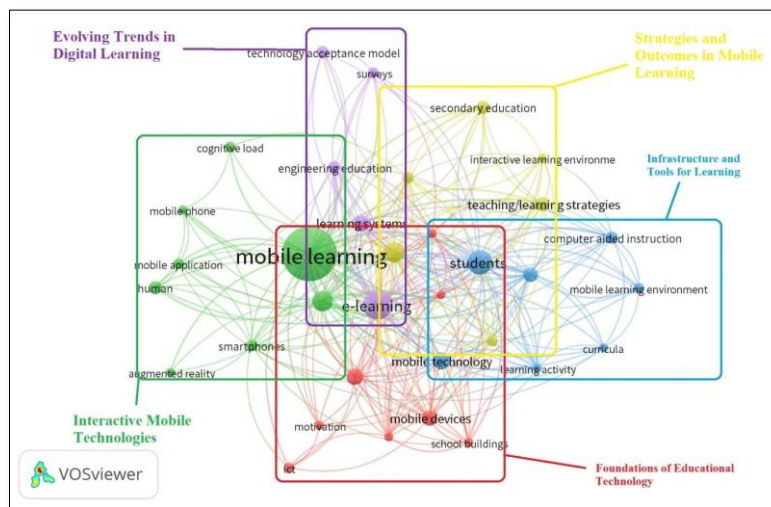 Evolving Trends in
Digital Learning
Strategies and
Outcomes in Mobile
Learning
technology acceptance model
surveys
secondary education
cognitive load
interactive learning environme
Infrastructure and
Tools for Learning
engineering education
teaching/learning strategies
mobile phone
learning systems
computer aided instruction
mobile learning
students
mobile application
human
mobile learning environment
e-learning
smartphones
curricula
mobile technology
augmented reality
learning activity
Interactive Mobile
Technologies
motivation
mobile devices
school buildings
ict
Foundations of Educational
Technology
VOSviewer